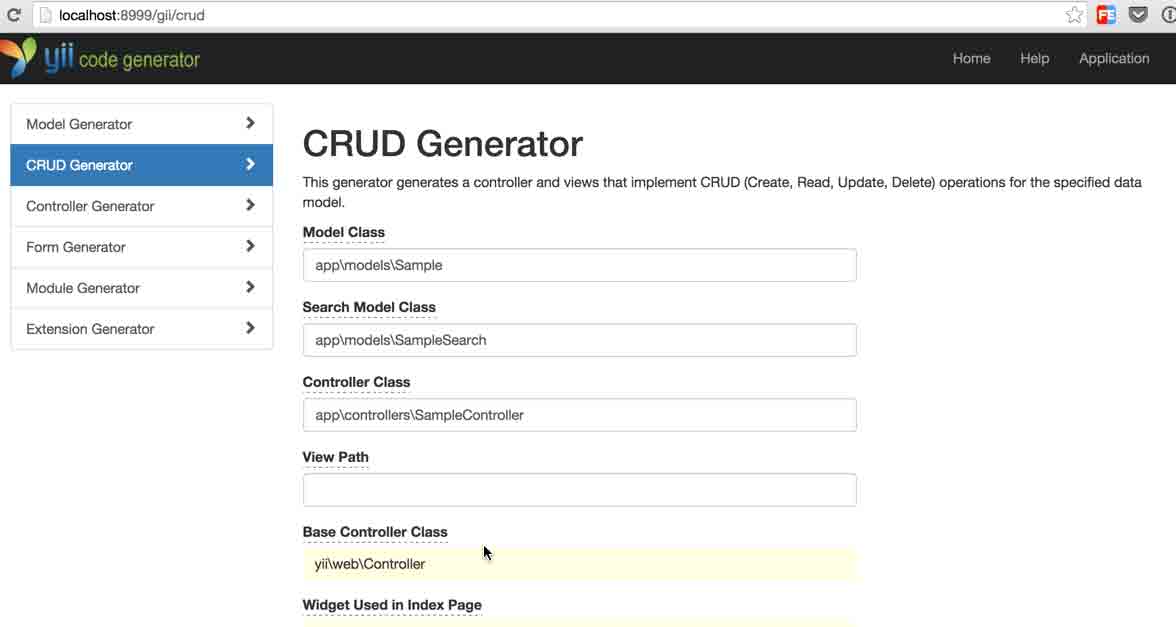 localhost:8999/gii/crud
yii code generator
Home Help Application
Model Generator
CRUD Generator
Controller Generator
Form Generator
Module Generator
Extension Generator
CRUD Generator
This generator generates a controller and views that implement CRUD (Create, Read, Update, Delete) operations for the specified data
model.
Model Class
app\models\Sample
Search Model Class
app\models\SampleSearch
Controller Class
app\controllers\SampleController
View Path
Base Controller Class
yii\web\Controller
Widget Used in Index Page